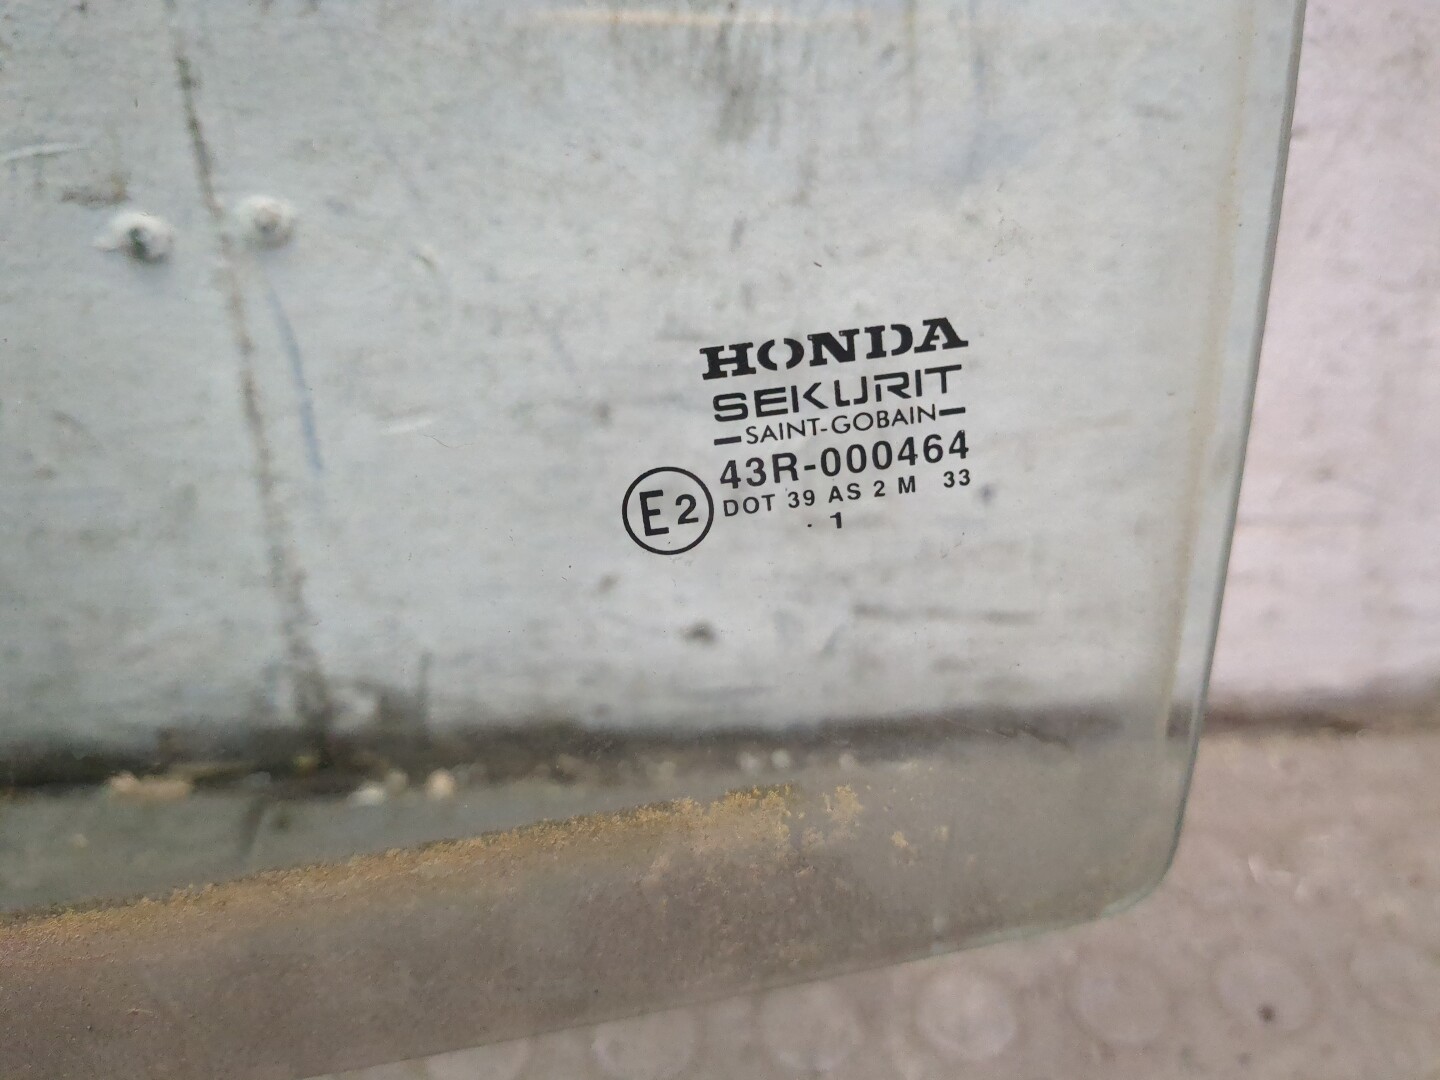 HONDA
SEKURIT
SAINT-GOBAIN
43R-000464
E2 DOT 39 AS 2 M 33
. 1